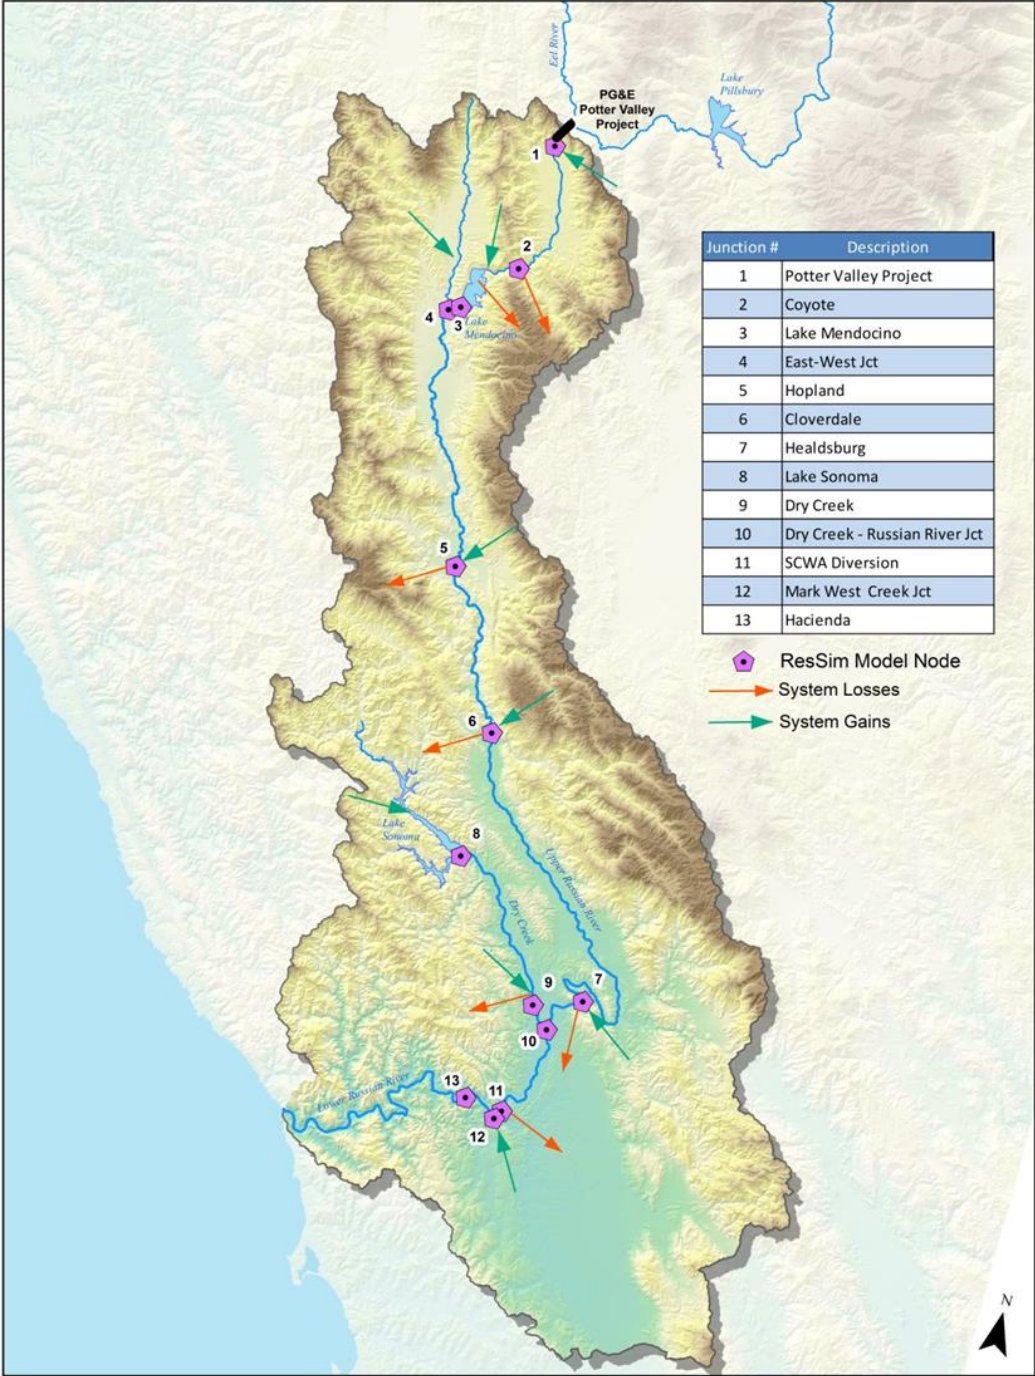 Eel River
Lake
Pillsbury
PG&E
Potter Valley
Project
1
2
4
3
Lake
Mendocino
Junction # Description
1 Potter Valley Project
2 Coyote
3 Lake Mendocino
4 East-West Jct
5 Hopland
6 Cloverdale
7 Healdsburg
8 Lake Sonoma
9 Dry Creek
10 Dry Creek - Russian River Jct
11 SCWA Diversion
12 Mark West Creek Jct
13 Hacienda
ResSim Model Node
System Losses
System Gains
5
6
Lake
Sonoma
8
Upper Russian River
Dry Creek
9
7
10
13
11
Lower Russian River
12
N